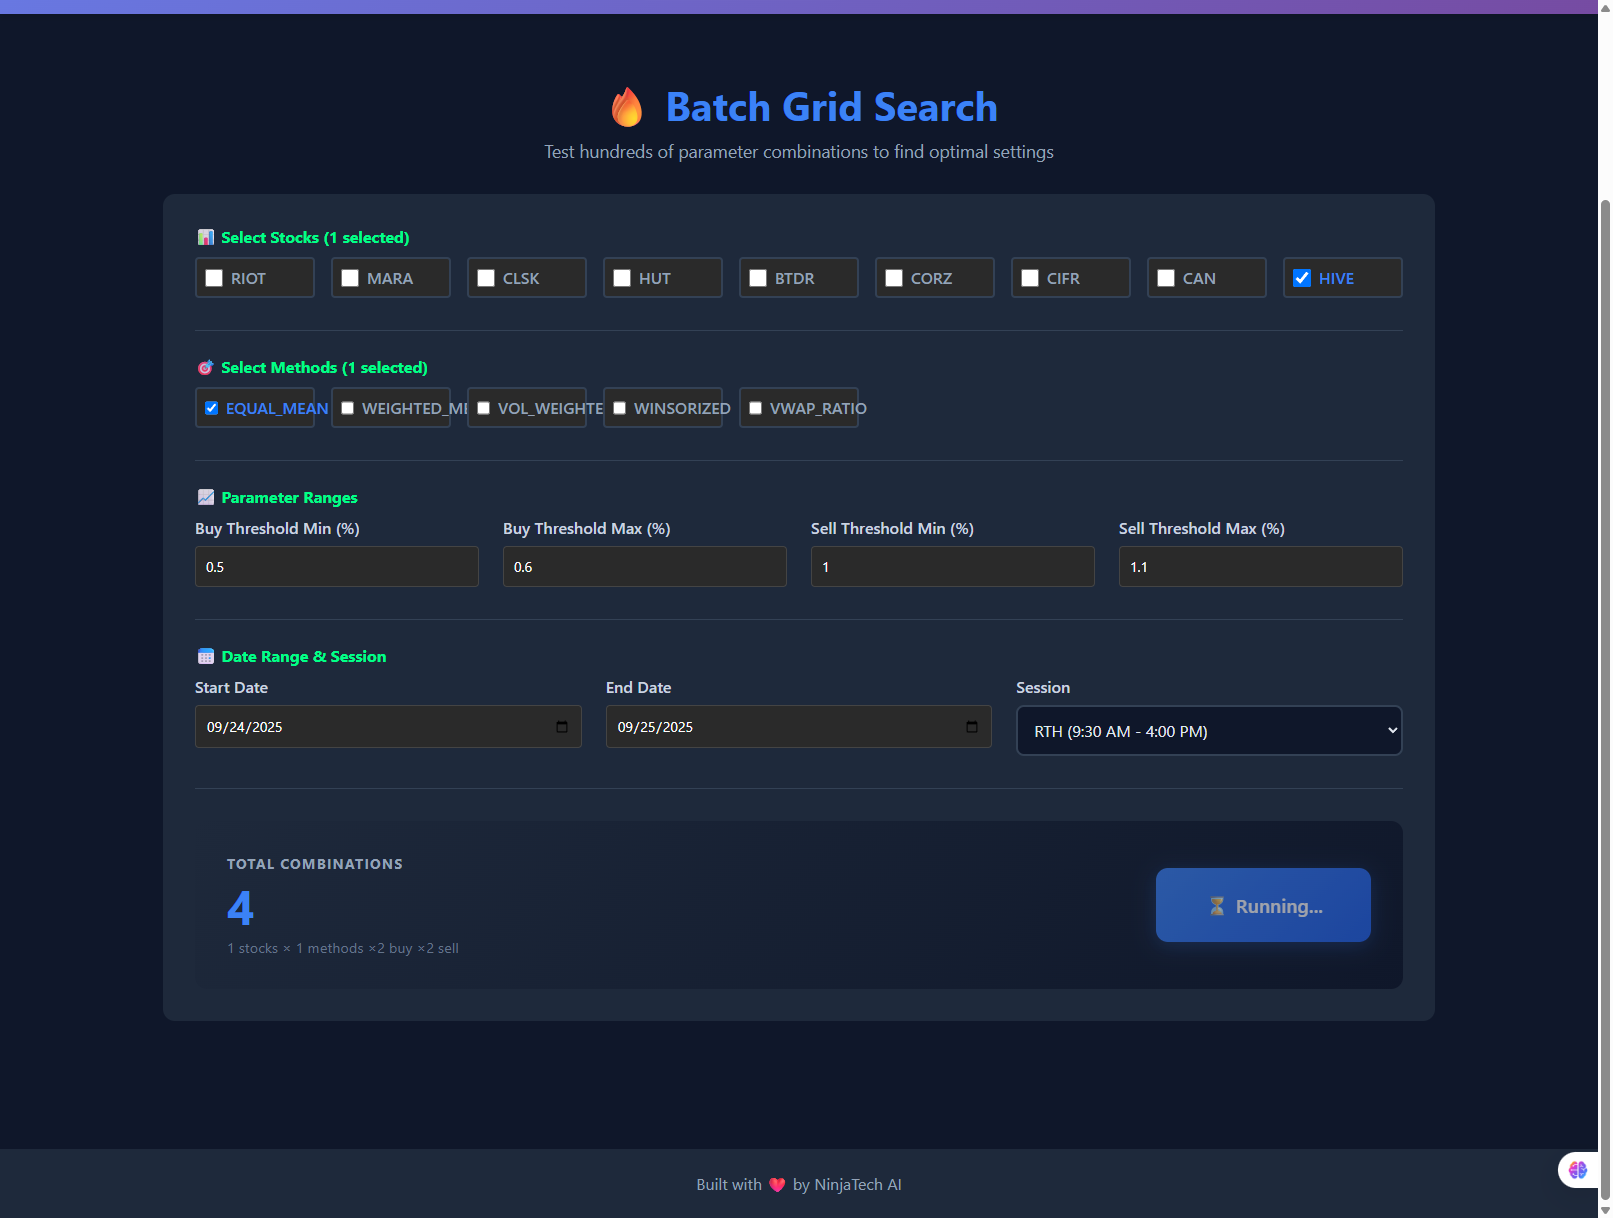 Batch Grid Search
Test hundreds of parameter combinations to find optimal settings
Select Stocks (1 selected)
RIOT MARA CLSK HUT BTDR CORZ CIFR CAN HIVE
Select Methods (1 selected)
EQUAL_MEAN WEIGHTED_ME VOL_WEIGHTE WINSORIZED VWAP_RATIO
Parameter Ranges
Buy Threshold Min (%) Buy Threshold Max (%) Sell Threshold Min (%) Sell Threshold Max (%)
0.5 0.6 1 1.1
Date Range & Session
Start Date End Date Session
09/24/2025 09/25/2025 RTH (9:30 AM - 4:00 PM)
TOTAL COMBINATIONS
4
Running...
1 stocks × 1 methods ×2 buy ×2 sell
Built with ❤️ by NinjaTech AI